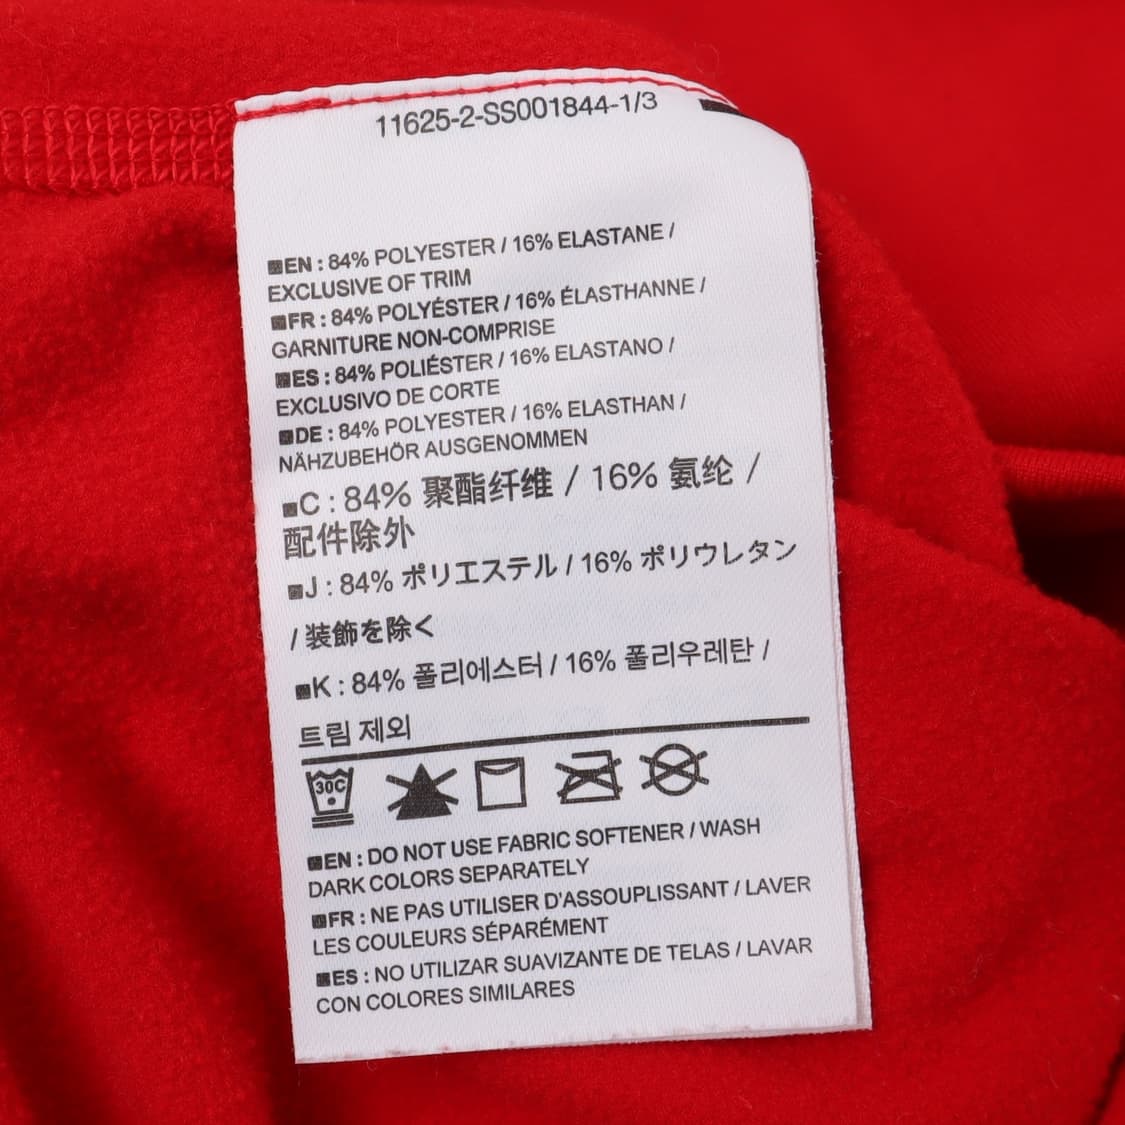 11625-2-SS001844-1/3
EN : 84% POLYESTER / 16% ELASTANE /
EXCLUSIVE OF TRIM
FR : 84% POLYÉSTER / 16% ÉLASTHANNE /
GARNITURE NON-COMPRISE
ES : 84% POLIÉSTER / 16% ELASTANO /
EXCLUSIVO DE CORTE
DE : 84% POLYESTER / 16% ELASTHAN /
NÄHZUBEHÖR AUSGENOMMEN
C : 84% 聚酯纤维 / 16% 氨纶 /
配件除外
J : 84% ポリエステル / 16% ポリウレタン
/ 装飾を除く
K : 84% 폴리에스터 / 16% 폴리우레탄 /
트림 제외
30C
EN : DO NOT USE FABRIC SOFTENER / WASH
DARK COLORS SEPARATELY
FR : NE PAS UTILISER D'ASSOUPLISSANT / LAVER
LES COULEURS SÉPARÉMENT
ES : NO UTILIZAR SUAVIZANTE DE TELAS / LAVAR
CON COLORES SIMILARES